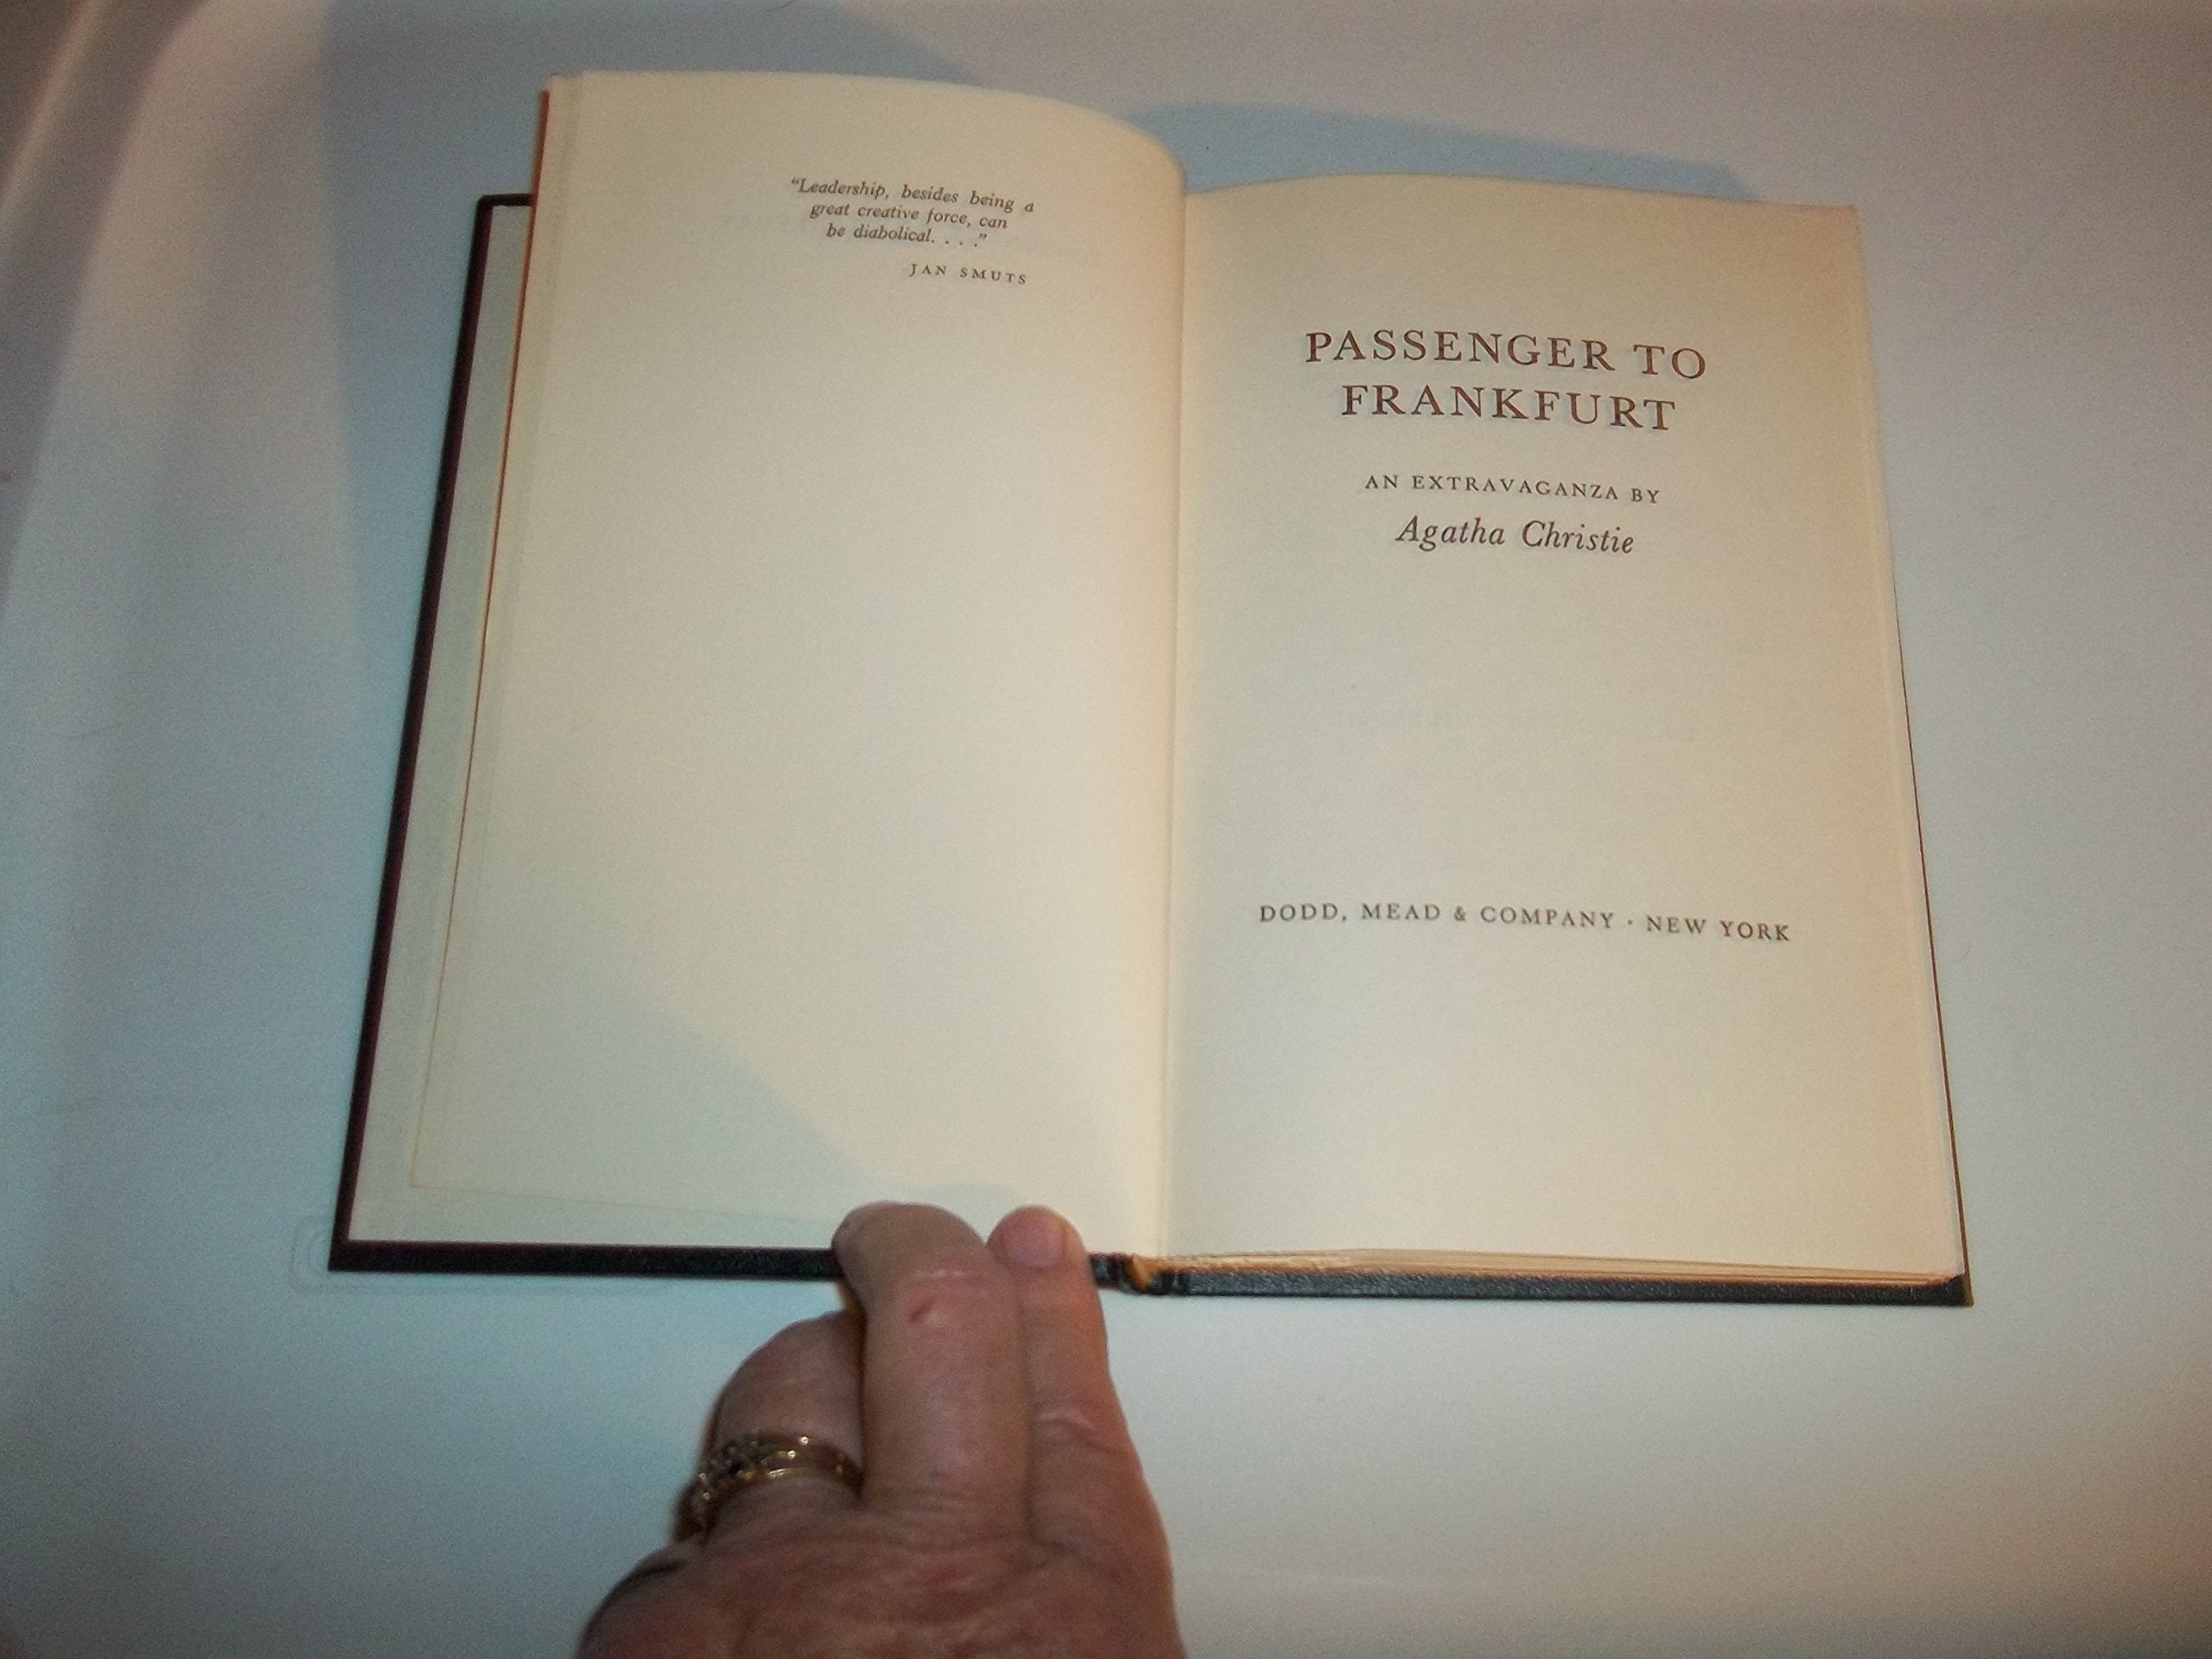 “Leadership, besides being a
great creative force, can
be diabolical. . . .”
JAN SMUTS
PASSENGER TO
FRANKFURT
AN EXTRAVAGANZA BY
Agatha Christie
DODD, MEAD & COMPANY · NEW YORK